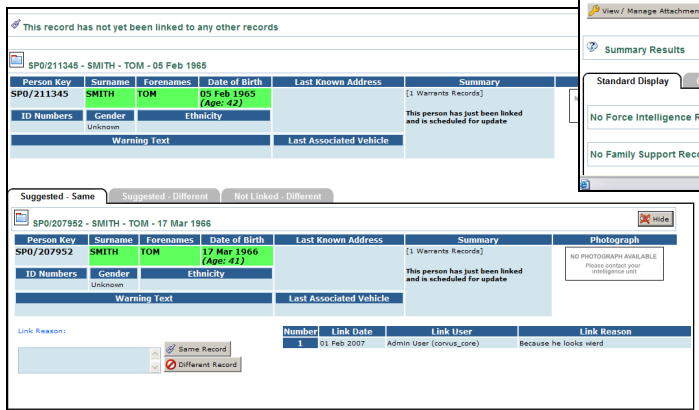 This record has not yet been linked to any other records
View / Manage Attachmen
Summary Results
Standard Display
No Force Intelligence R
No Family Support Reco
SP0/211345 - SMITH - TOM - 05 Feb 1965
Person Key Surname Forenames Date of Birth Last Known Address Summary
SP0/211345 SMITH TOM 05 Feb 1965 [1 Warrants Records]
(Age: 42)
This person has just been linked
and is scheduled for update
ID Numbers Gender Ethnicity
Unknown
Warning Text Last Associated Vehicle
Suggested - Same Suggested - Different Not Linked - Different
SP0/207952 - SMITH - TOM - 17 Mar 1966 Hide
Person Key Surname Forenames Date of Birth Last Known Address Summary Photograph
SP0/207952 SMITH TOM 17 Mar 1966 [1 Warrants Records]
(Age: 41)
NO PHOTOGRAPH AVAILABLE
Please contact your
intelligence unit
This person has just been linked
and is scheduled for update
ID Numbers Gender Ethnicity
Unknown
Warning Text Last Associated Vehicle
Link Reason:
Same Record
Different Record
Number Link Date Link User Link Reason
1 01 Feb 2007 Admin User (corvus_core) Because he looks wierd